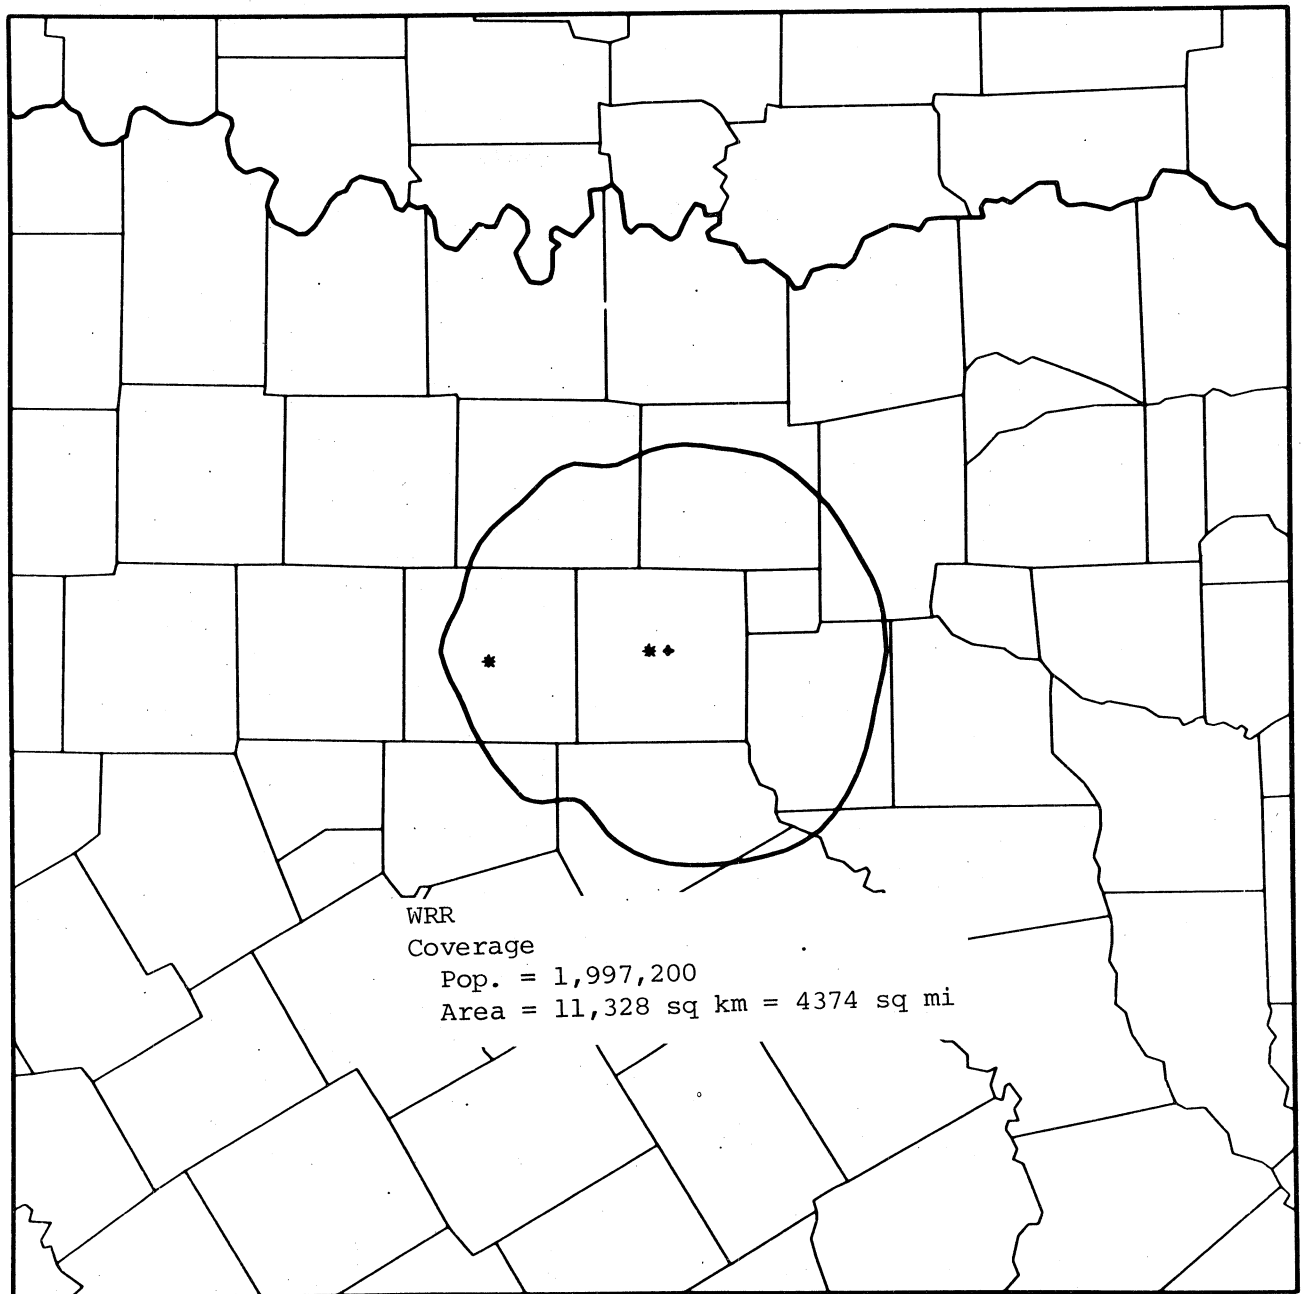 WRR
Coverage
Pop. = 1,997,200
Area = 11,328 sq km = 4374 sq mi